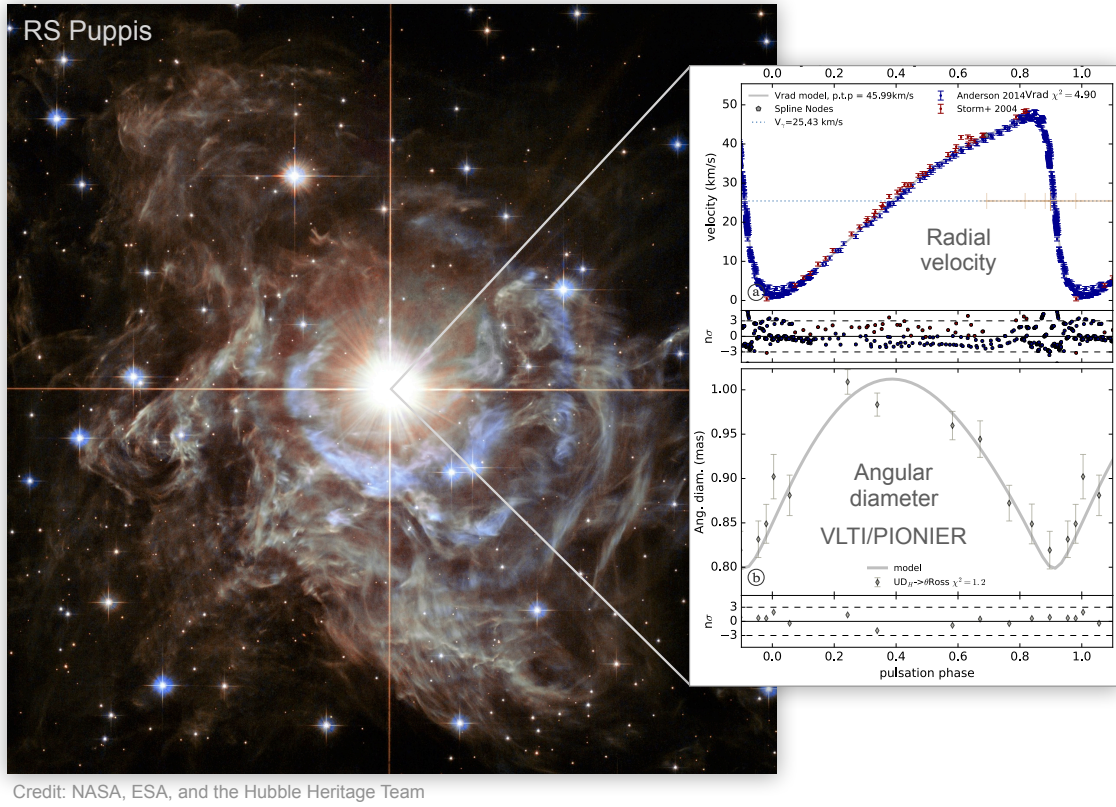 RS Puppis
0.0 0.2 0.4 0.6 0.8 1.0
Vrad model, p.t.p = 45.99km/s
Spline Nodes
Vγ=25,43 km/s
Anderson 2014Vrad χ²=4.90
Storm+ 2004
50
40
30
20
10
0
velocity (km/s)
Radial
velocity
a
3
0
−3
nσ
1.00
0.95
0.90
0.85
0.80
Ang. diam. (mas)
Angular
diameter
VLTI/PIONIER
b
model
UD_H->θRoss χ²=1.2
3
0
−3
nσ
0.0 0.2 0.4 0.6 0.8 1.0
pulsation phase
Credit: NASA, ESA, and the Hubble Heritage Team